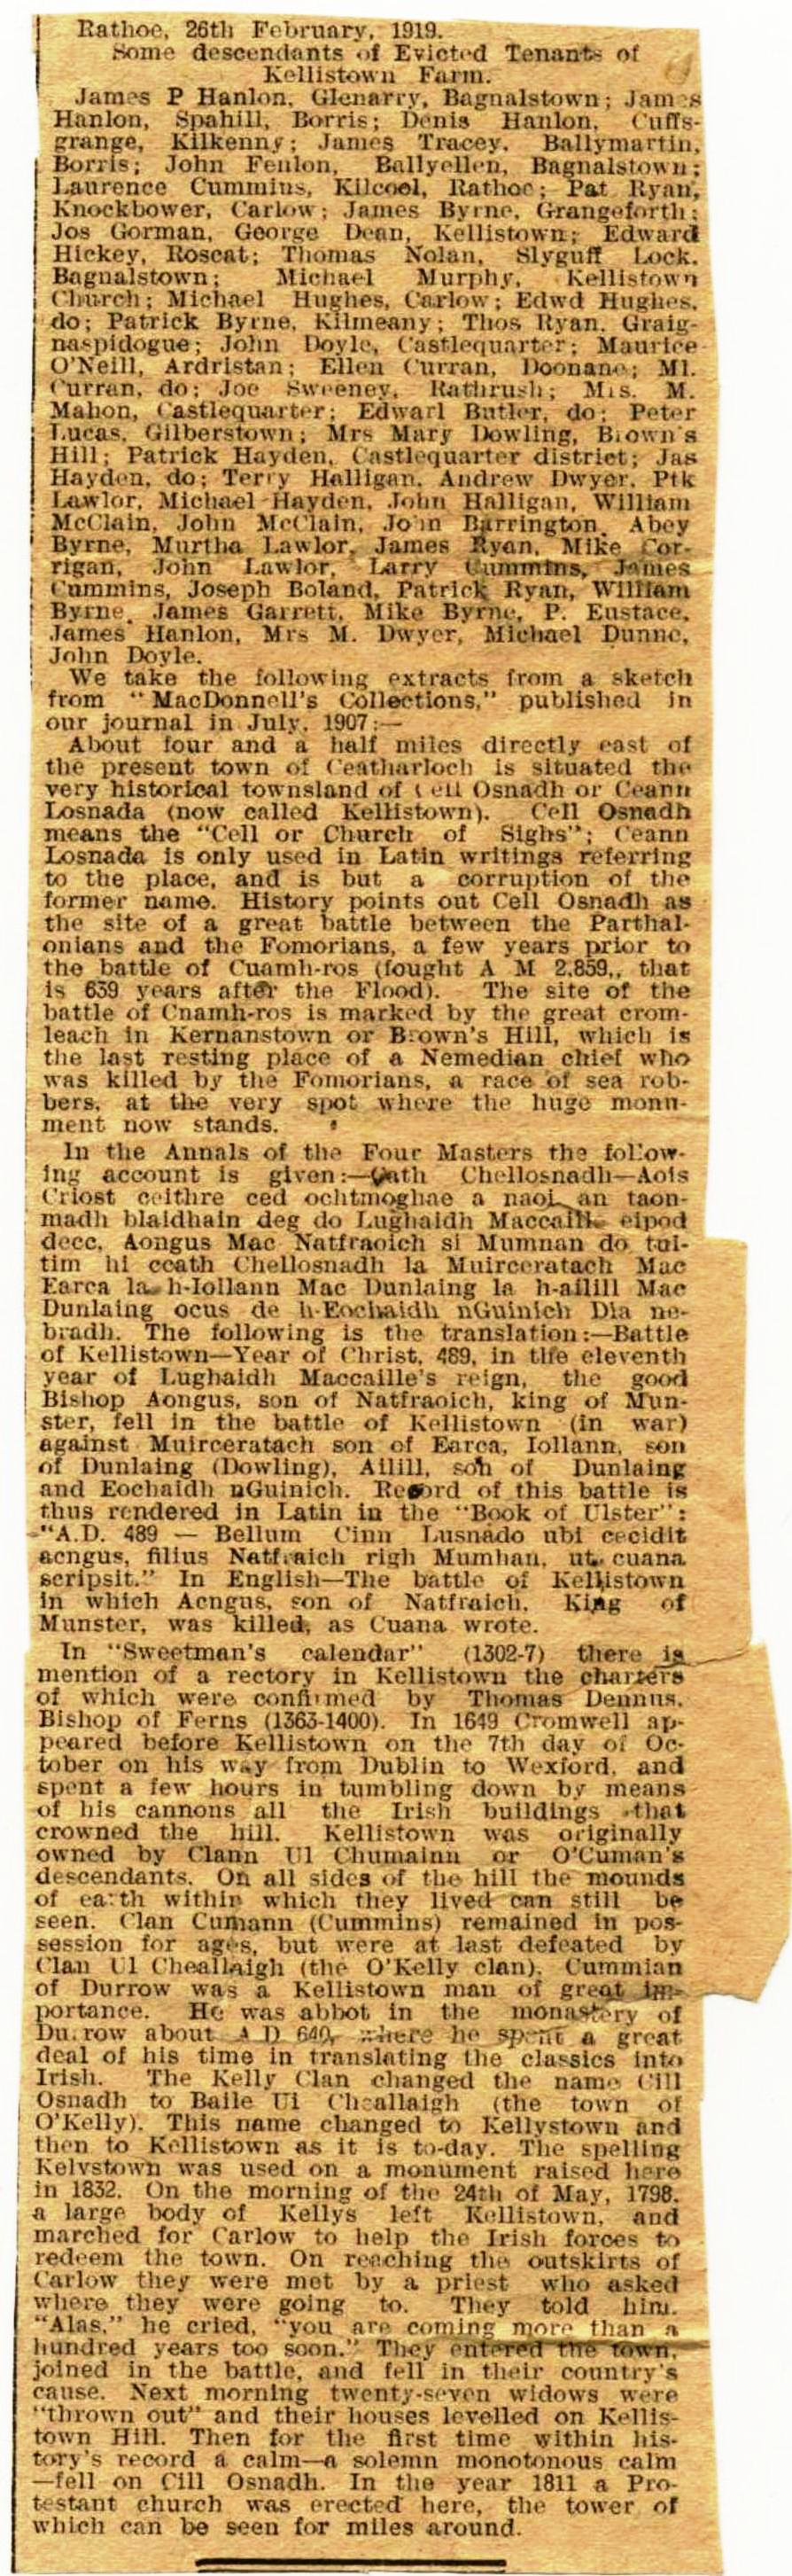 Rathoe, 26th February, 1919.
Some descendants of Evicted Tenants of
Kellistown Farm.
James P Hanlon, Glenarry, Bagnalstown; James
Hanlon, Spahill, Borris; Denis Hanlon, Cuffs-
grange, Kilkenny; James Tracey, Ballymartin,
Borris; John Fenlon, Ballyellen, Bagnalstown;
Laurence Cummins, Kilcoel, Rathoe; Pat Ryan,
Knockbower, Carlow; James Byrne, Grangeforth;
Jos Gorman, George Dean, Kellistown; Edward
Hickey, Roscat; Thomas Nolan, Slyguff Lock,
Bagnalstown; Michael Murphy, Kellistown
Church; Michael Hughes, Carlow; Edwd Hughes,
do; Patrick Byrne, Kilmeany; Thos Ryan, Graig-
naspidogue; John Doyle, Castlequarter; Maurice
O'Neill, Ardristan; Ellen Curran, Doonane; Ml.
Curran, do; Joe Sweeney, Rathrush; Mrs. M.
Mahon, Castlequarter; Edward Butler, do; Peter
Lucas, Gilberstown; Mrs Mary Dowling, Brown's
Hill; Patrick Hayden, Castlequarter district; Jas
Hayden, do; Terry Halligan, Andrew Dwyer, Ptk
Lawlor, Michael Hayden, John Halligan, William
McClain, John McClain, John Barrington, Abey
Byrne, Murtha Lawlor, James Ryan, Mike Cor-
rigan, John Lawlor, Larry Cummins, James
Cummins, Joseph Boland, Patrick Ryan, William
Byrne, James Garrett, Mike Byrne, P. Eustace,
James Hanlon, Mrs M. Dwyer, Michael Dunne,
John Doyle.
We take the following extracts from a sketch
from "MacDonnell's Collections," published in
our journal in July, 1907:—
About four and a half miles directly east of
the present town of Ceatharloch is situated the
very historical townsland of Cell Osnadh or Ceann
Losnada (now called Kellistown). Cell Osnadh
means the "Cell or Church of Sighs"; Ceann
Losnada is only used in Latin writings referring
to the place, and is but a corruption of the
former name. History points out Cell Osnadh as
the site of a great battle between the Parthal-
onians and the Fomorians, a few years prior to
the battle of Cuamh-ros (fought A M 2,859,, that
is 639 years after the Flood). The site of the
battle of Cnamh-ros is marked by the great crom-
leach in Kernanstown or Brown's Hill, which is
the last resting place of a Nemedian chief who
was killed by the Fomorians, a race of sea rob-
bers, at the very spot where the huge monu-
ment now stands.
In the Annals of the Four Masters the follow-
ing account is given:—Cath Chellosnadh—Aois
Criost ceithre ced ochtmoghae a naoi an taon-
madh blaidhain deg do Lughaidh Maccaille eipod
decc, Aongus Mac Natfraoich si Mumnan do tui-
tim hi ccath Chellosnadh la Muirceratach Mac
Earca la h-Iollann Mac Dunlaing la h-ailill Mac
Dunlaing ocus de h-Eochaidh nGuinich Dia ne-
bradh. The following is the translation:—Battle
of Kellistown—Year of Christ, 489, in the eleventh
year of Lughaidh Maccaille's reign, the good
Bishop Aongus, son of Natfraoich, king of Mun-
ster, fell in the battle of Kellistown (in war)
against Muirceratach son of Earca, Iollann, son
of Dunlaing (Dowling), Ailill, son of Dunlaing
and Eochaidh nGuinich. Record of this battle is
thus rendered in Latin in the "Book of Ulster":
"A.D. 489 — Bellum Cinn Lusnado ubi cecidit
acngus, filius Natfraich righ Mumhan, ut cuana
scripsit." In English—The battle of Kellistown
in which Acngus, son of Natfraich, King of
Munster, was killed, as Cuana wrote.
In "Sweetman's calendar" (1302-7) there is
mention of a rectory in Kellistown the charters
of which were confirmed by Thomas Dennus,
Bishop of Ferns (1363-1400). In 1649 Cromwell ap-
peared before Kellistown on the 7th day of Oc-
tober on his way from Dublin to Wexford, and
spent a few hours in tumbling down by means
of his cannons all the Irish buildings that
crowned the hill. Kellistown was originally
owned by Clann Ul Chumainn or O'Cuman's
descendants. On all sides of the hill the mounds
of earth within which they lived can still be
seen. Clan Cumann (Cummins) remained in pos-
session for ages, but were at last defeated by
Clan Ul Cheallaigh (the O'Kelly clan). Cummian
of Durrow was a Kellistown man of great im-
portance. He was abbot in the monastery of
Durrow about A D 640, where he spent a great
deal of his time in translating the classics into
Irish. The Kelly Clan changed the name Cill
Osnadh to Baile Ui Cheallaigh (the town of
O'Kelly). This name changed to Kellystown and
then to Kellistown as it is to-day. The spelling
Kelystown was used on a monument raised here
in 1832. On the morning of the 24th of May, 1798,
a large body of Kellys left Kellistown, and
marched for Carlow to help the Irish forces to
redeem the town. On reaching the outskirts of
Carlow they were met by a priest who asked
where they were going to. They told him.
"Alas," he cried, "you are coming more than a
hundred years too soon." They entered the town,
joined in the battle, and fell in their country's
cause. Next morning twenty-seven widows were
"thrown out" and their houses levelled on Kellis-
town Hill. Then for the first time within his-
tory's record a calm—a solemn monotonous calm
—fell on Cill Osnadh. In the year 1811 a Pro-
testant church was erected here, the tower of
which can be seen for miles around.